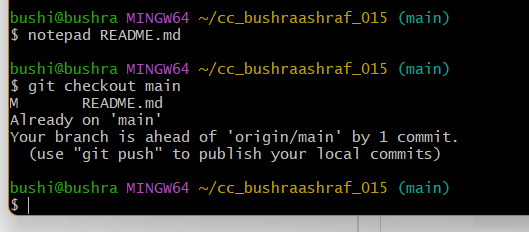 bushi@bushra MINGW64 ~/cc_bushraashraf_015 (main)
$ notepad README.md
bushi@bushra MINGW64 ~/cc_bushraashraf_015 (main)
$ git checkout main
M       README.md
Already on 'main'
Your branch is ahead of 'origin/main' by 1 commit.
  (use "git push" to publish your local commits)
bushi@bushra MINGW64 ~/cc_bushraashraf_015 (main)
$